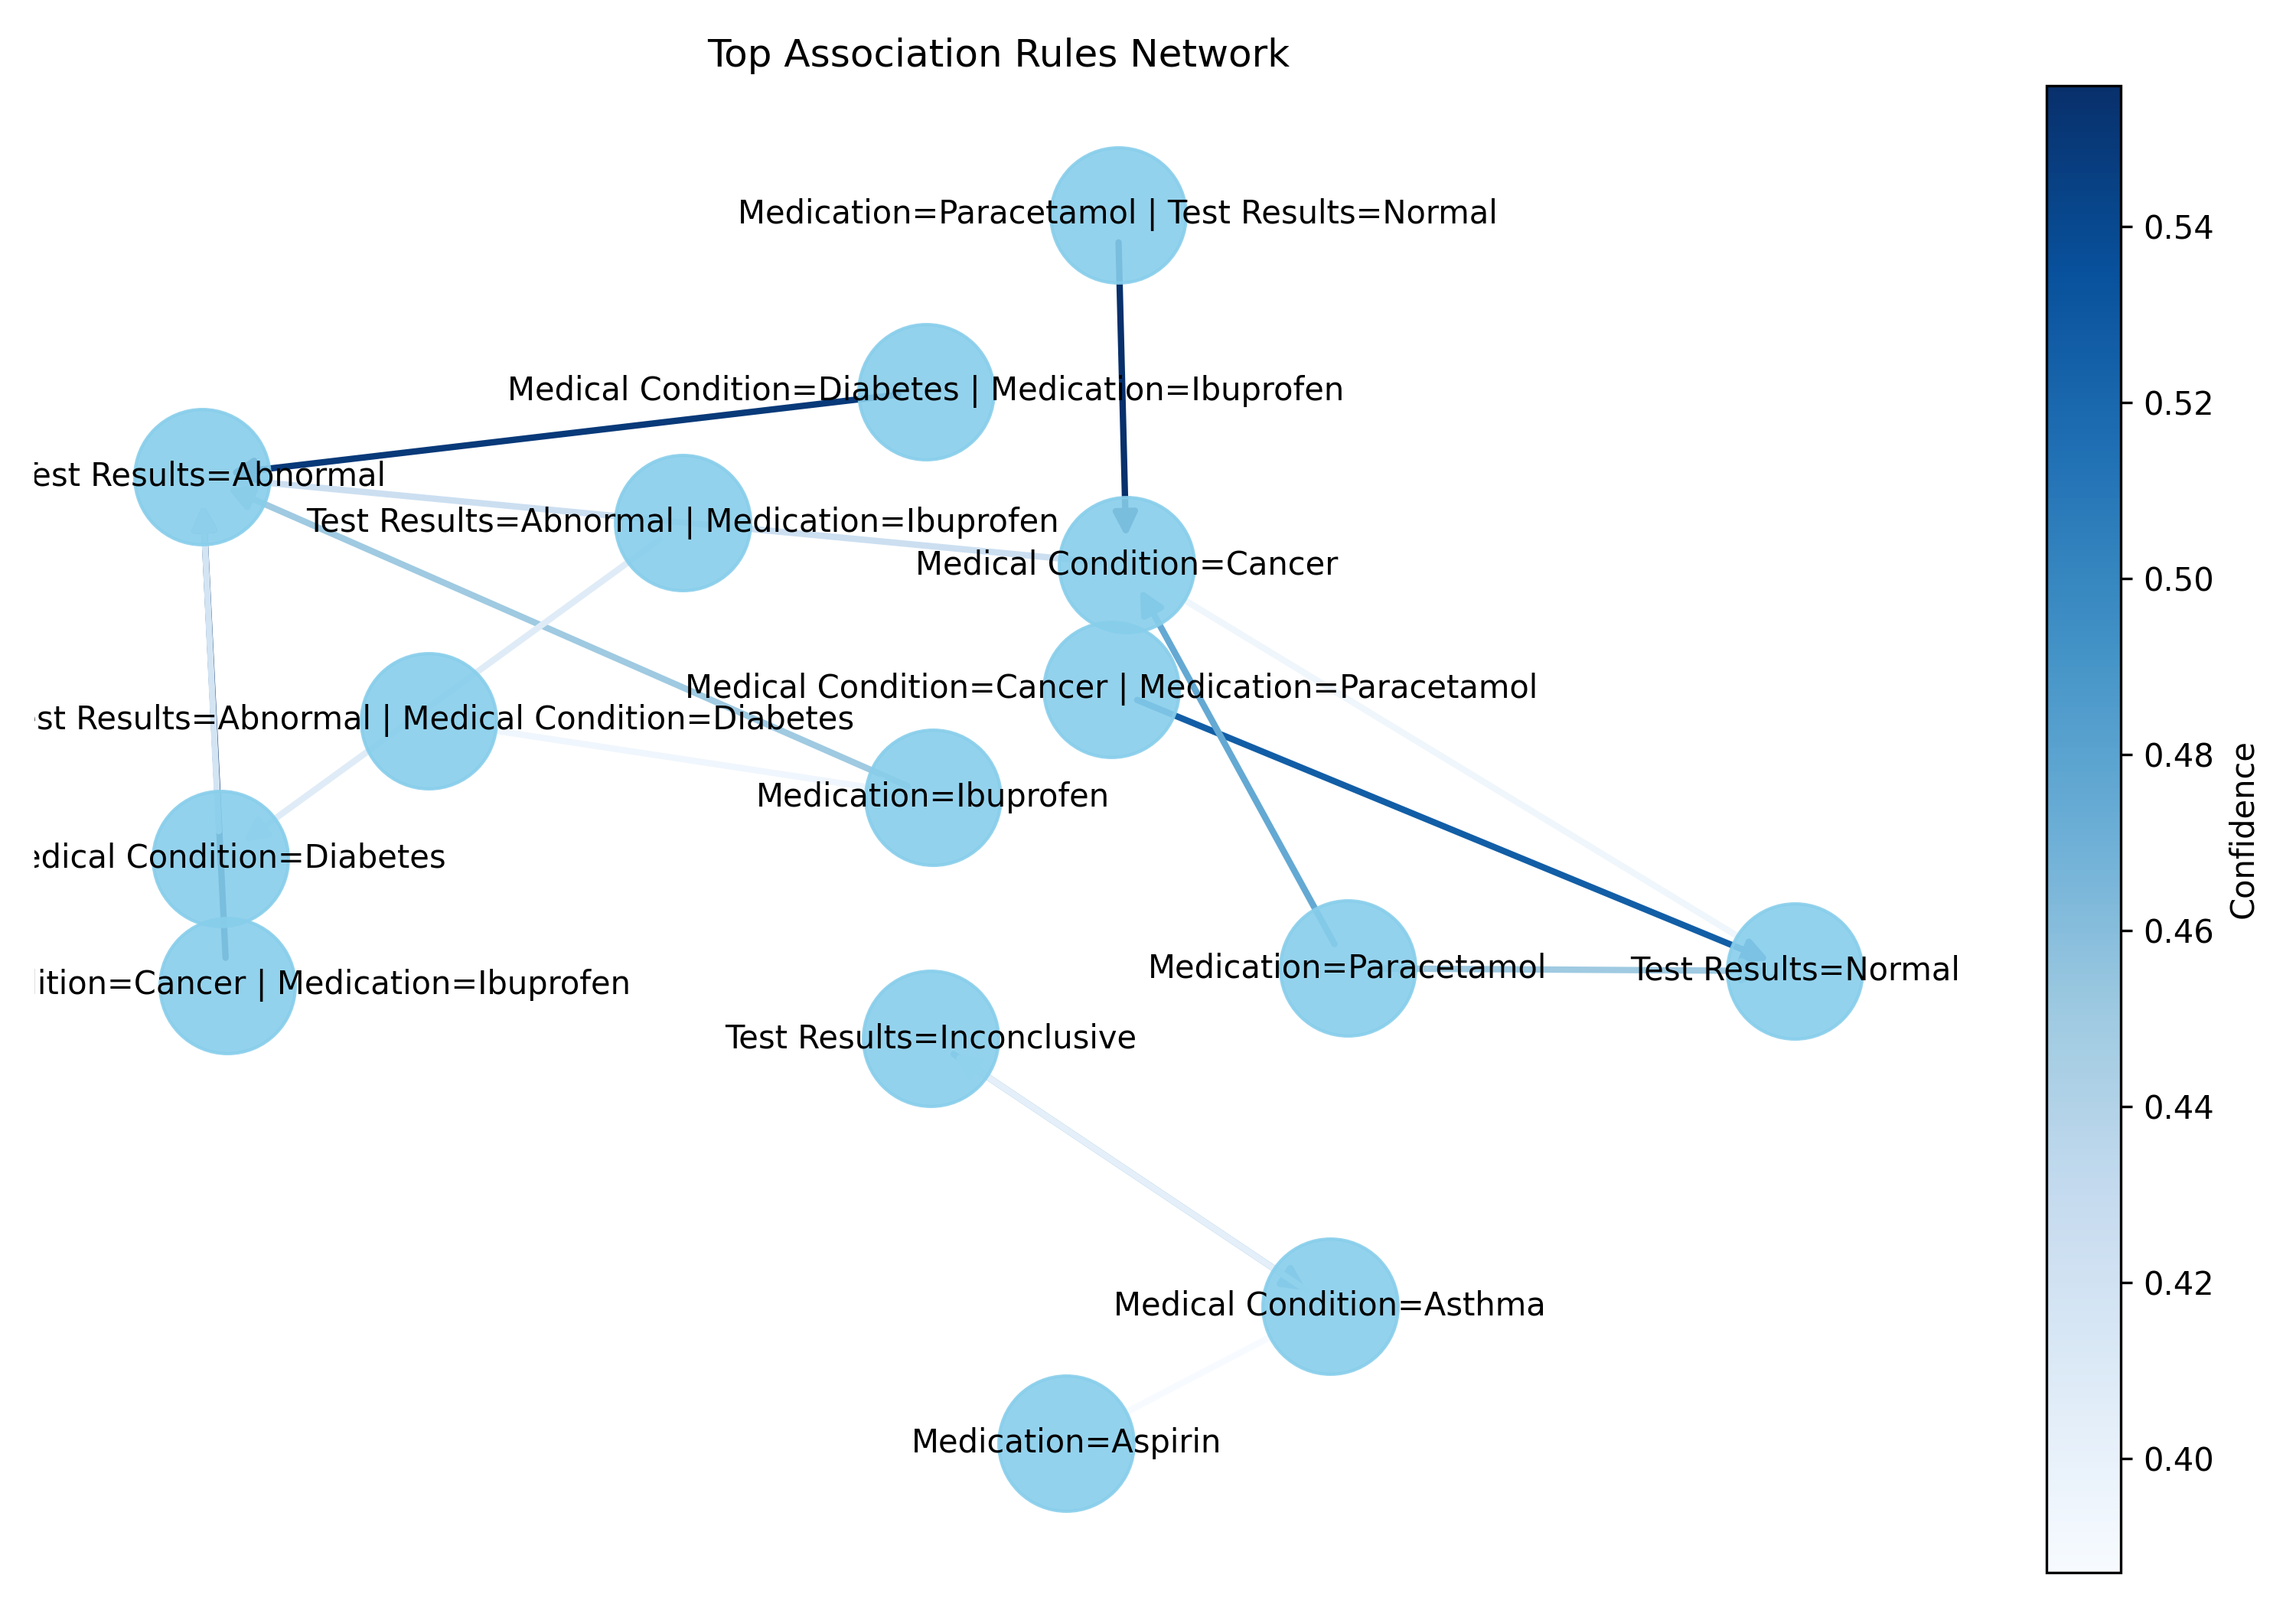 Top Association Rules Network
Medication=Paracetamol | Test Results=Normal
Medical Condition=Diabetes | Medication=Ibuprofen
est Results=Abnormal
Test Results=Abnormal | Medication=Ibuprofen
Medical Condition=Cancer
Medical Condition=Cancer | Medication=Paracetamol
st Results=Abnormal | Medical Condition=Diabetes
Medication=Ibuprofen
edical Condition=Diabetes
Medication=Paracetamol
Test Results=Normal
ition=Cancer | Medication=Ibuprofen
Test Results=Inconclusive
Medical Condition=Asthma
Medication=Aspirin
0.54
0.52
0.50
0.48
0.46
0.44
0.42
0.40
Confidence